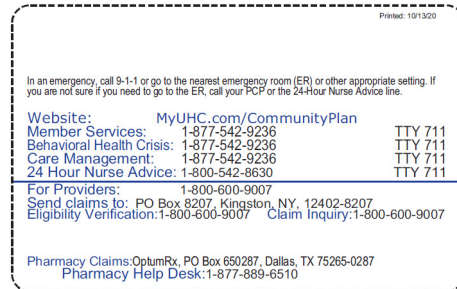 Printed: 10/13/20
In an emergency, call 9-1-1 or go to the nearest emergency room (ER) or other appropriate setting. If
you are not sure if you need to go to the ER, call your PCP or the 24-Hour Nurse Advice line.
Website: MyUHC.com/CommunityPlan
Member Services: 1-877-542-9236 TTY 711
Behavioral Health Crisis: 1-877-542-9236 TTY 711
Care Management: 1-877-542-9236 TTY 711
24 Hour Nurse Advice: 1-800-542-8630 TTY 711
For Providers: 1-800-600-9007
Send claims to: PO Box 8207, Kingston, NY, 12402-8207
Eligibility Verification:1-800-600-9007 Claim Inquiry:1-800-600-9007
Pharmacy Claims:OptumRx, PO Box 650287, Dallas, TX 75265-0287
Pharmacy Help Desk:1-877-889-6510